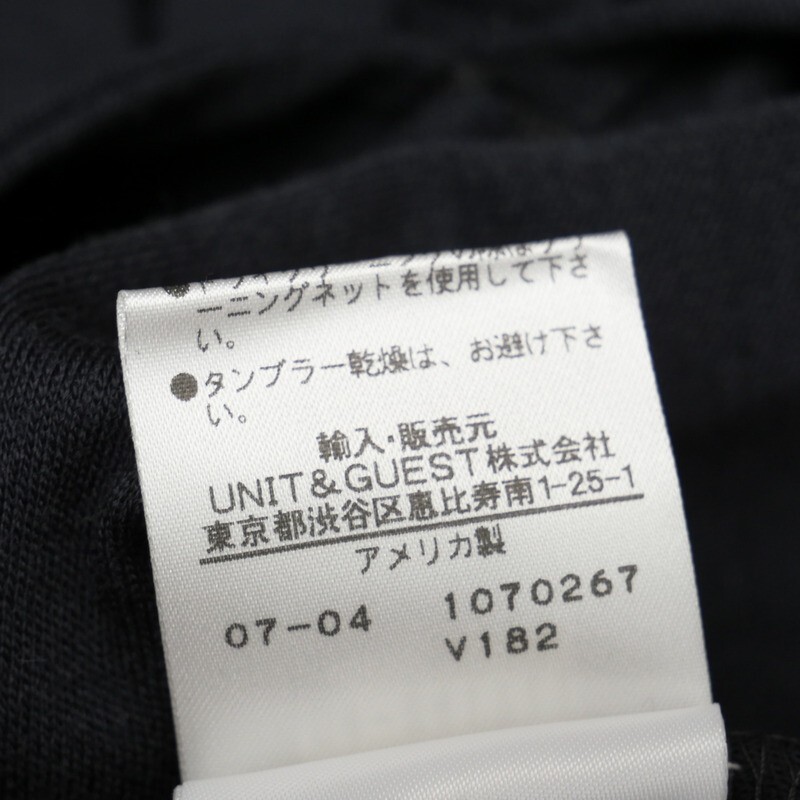 ーニングネットを使用して下さ
い。
●タンブラー乾燥は、お避け下さ
い。
輸入・販売元
UNIT&GUEST株式会社
東京都渋谷区恵比寿南1-25-1
アメリカ製
07-04 1070267
V182